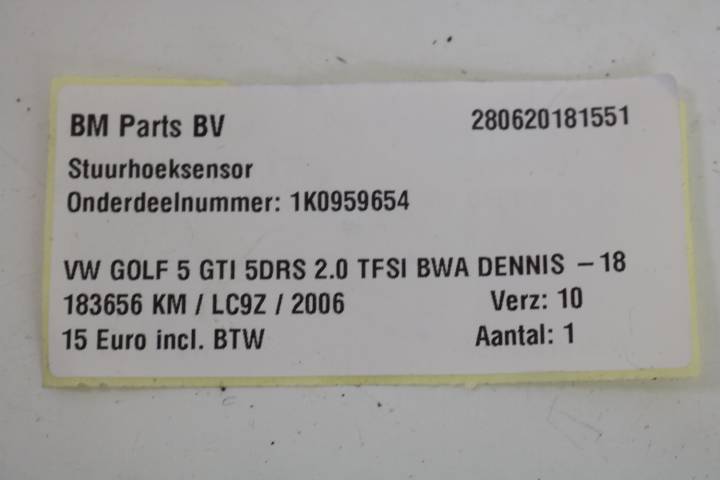 BM Parts BV 280620181551
Stuurhoeksensor
Onderdeelnummer: 1K0959654
VW GOLF 5 GTI 5DRS 2.0 TFSI BWA DENNIS - 18
183656 KM / LC9Z / 2006 Verz: 10
15 Euro incl. BTW Aantal: 1